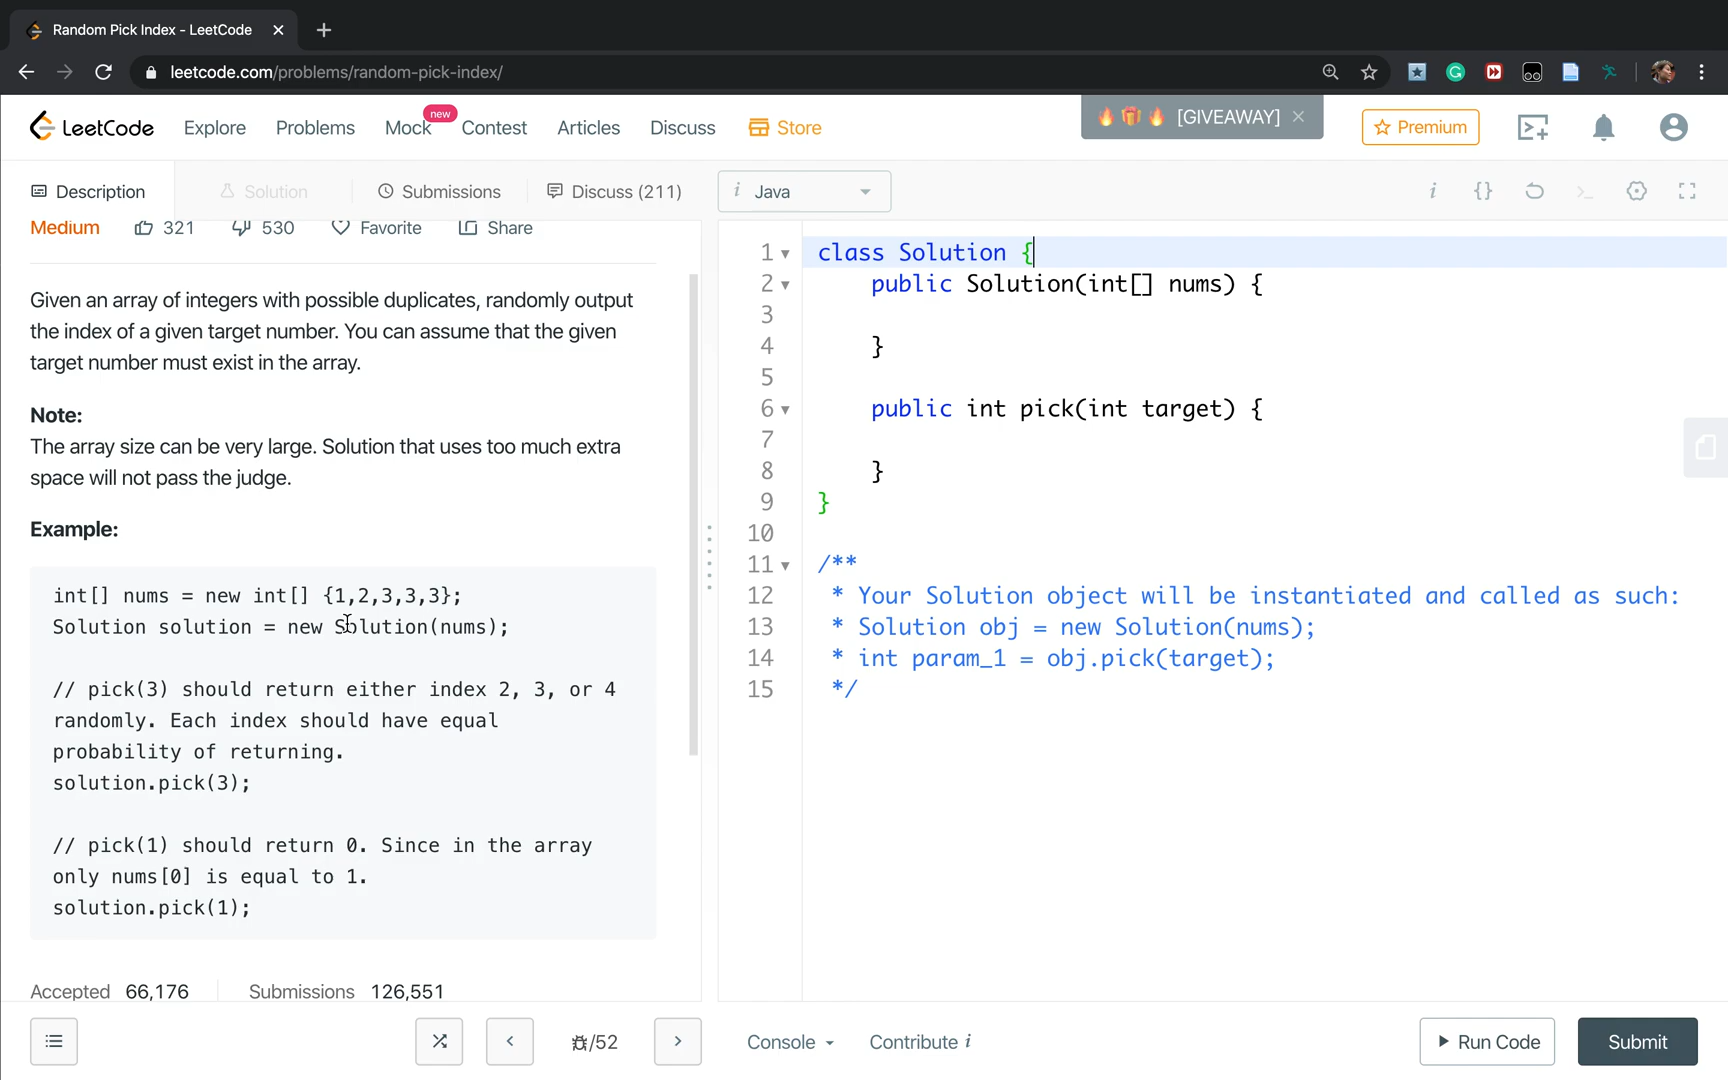 Random Pick Index - LeetCode
leetcode.com/problems/random-pick-index/
LeetCode
Explore
Problems
Mock
new
Contest
Articles
Discuss
Store
[GIVEAWAY]
Premium
Description
Solution
Submissions
Discuss (211)
i Java
Medium
321
530
Favorite
Share
Given an array of integers with possible duplicates, randomly output
the index of a given target number. You can assume that the given
target number must exist in the array.
Note:
The array size can be very large. Solution that uses too much extra
space will not pass the judge.
Example:
int[] nums = new int[] {1,2,3,3,3};
Solution solution = new Solution(nums);
// pick(3) should return either index 2, 3, or 4
randomly. Each index should have equal
probability of returning.
solution.pick(3);
// pick(1) should return 0. Since in the array
only nums[0] is equal to 1.
solution.pick(1);
Accepted 66,176
Submissions 126,551
/52
1 class Solution {
2 public Solution(int[] nums) {
3
4 }
5
6 public int pick(int target) {
7
8 }
9 }
10
11 /**
12 * Your Solution object will be instantiated and called as such:
13 * Solution obj = new Solution(nums);
14 * int param_1 = obj.pick(target);
15 */
Console
Contribute i
Run Code
Submit